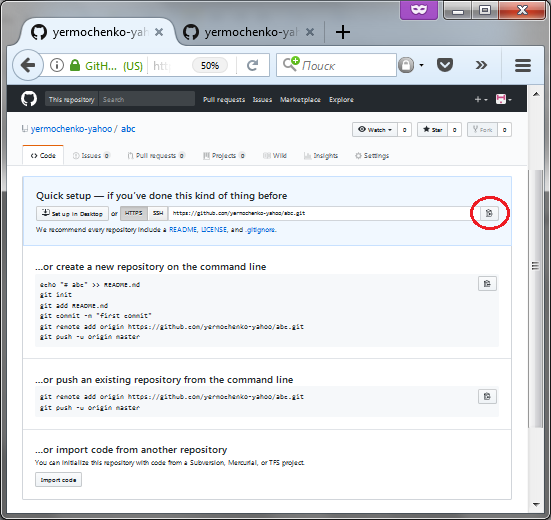 yermochenko-yah
yermochenko-yah
GitH... (US)
50%
Поиск
This repository
Search
Pull requests
Issues
Marketplace
Explore
yermochenko-yahoo / abc
Watch 0
Star 0
Fork 0
Code
Issues 0
Pull requests 0
Projects 0
Wiki
Insights
Settings
Quick setup — if you've done this kind of thing before
Set up in Desktop or HTTPS SSH https://github.com/yermochenko-yahoo/abc.git
We recommend every repository include a README, LICENSE, and .gitignore.
...or create a new repository on the command line
echo "# abc" >> README.md
git init
git add README.md
git commit -m "first commit"
git remote add origin https://github.com/yermochenko-yahoo/abc.git
git push -u origin master
...or push an existing repository from the command line
git remote add origin https://github.com/yermochenko-yahoo/abc.git
git push -u origin master
...or import code from another repository
You can initialize this repository with code from a Subversion, Mercurial, or TFS project.
Import code